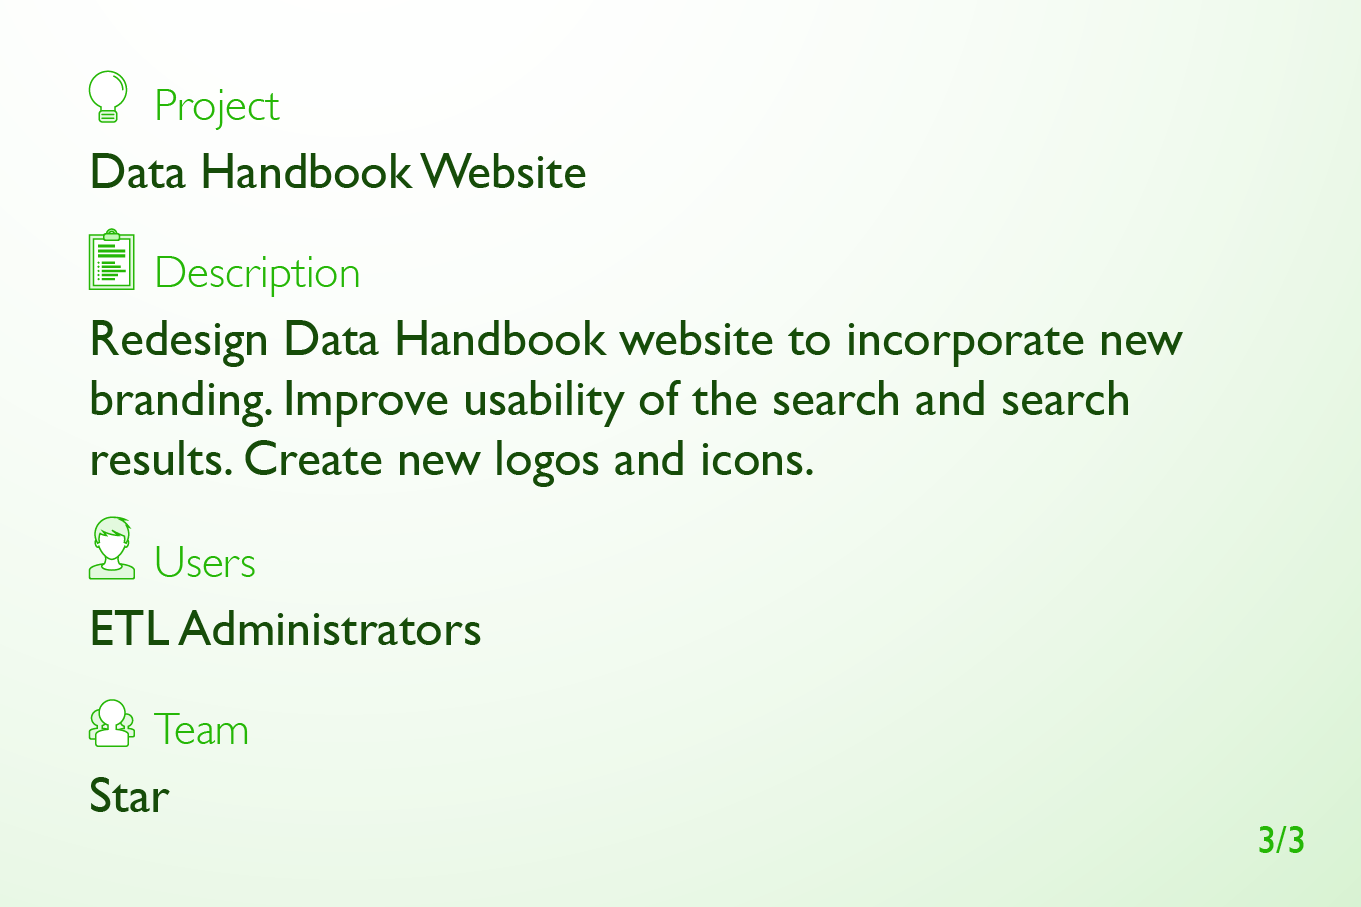 Project
Data Handbook Website
Description
Redesign Data Handbook website to incorporate new
branding. Improve usability of the search and search
results. Create new logos and icons.
Users
ETL Administrators
Team
Star
3/3